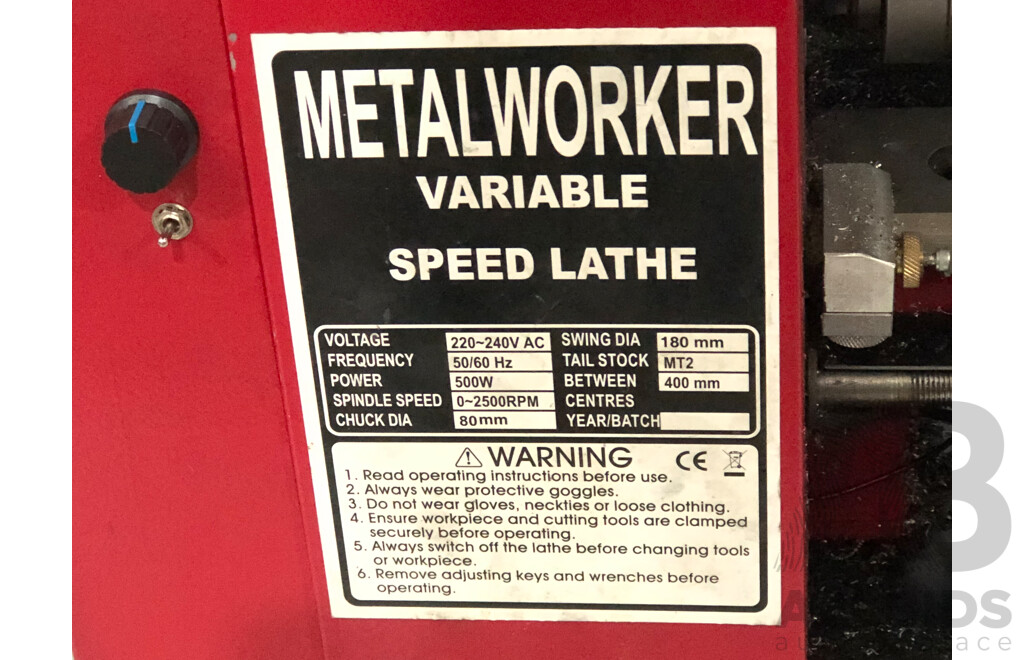 METALWORKER
VARIABLE
SPEED LATHE
VOLTAGE 220~240V AC SWING DIA 180 mm
FREQUENCY 50/60 Hz TAIL STOCK MT2
POWER 500W BETWEEN 400 mm
SPINDLE SPEED 0~2500RPM CENTRES
CHUCK DIA 80mm YEAR/BATCH
WARNING CE
1. Read operating instructions before use.
2. Always wear protective goggles.
3. Do not wear gloves, neckties or loose clothing.
4. Ensure workpiece and cutting tools are clamped
securely before operating.
5. Always switch off the lathe before changing tools
or workpiece.
6. Remove adjusting keys and wrenches before
operating.